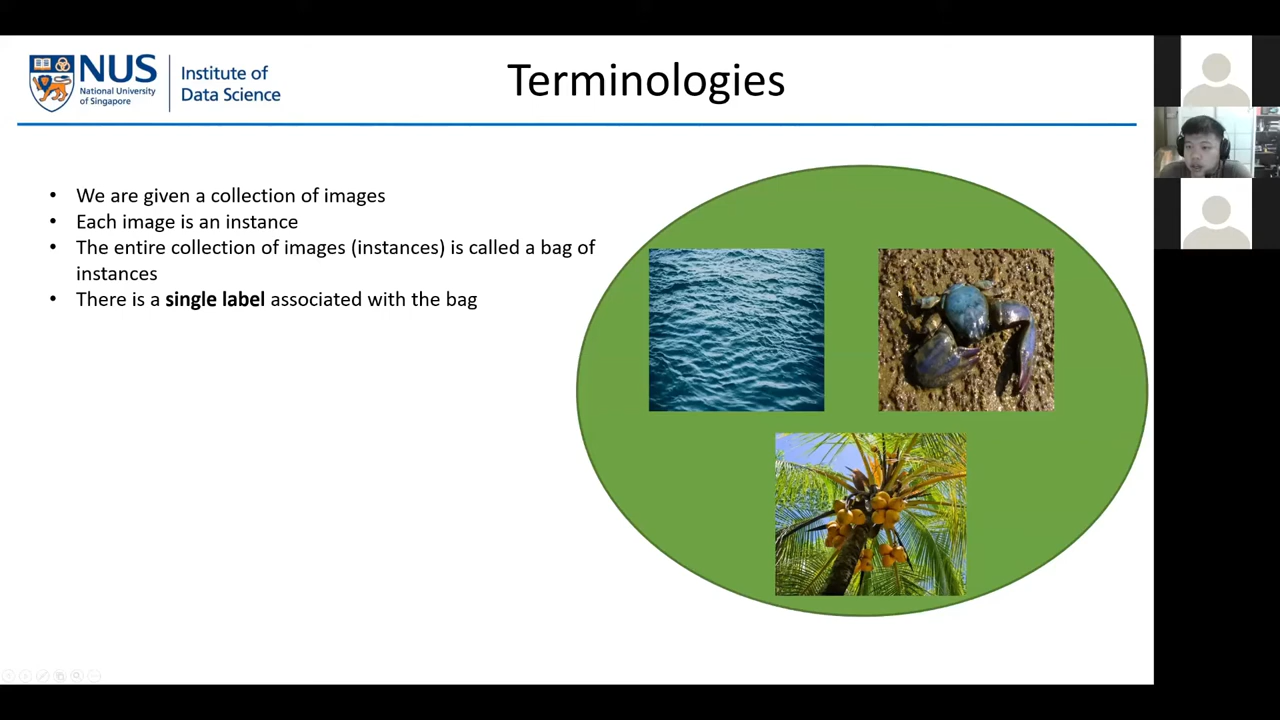 NUS
National University
of Singapore
Institute of
Data Science
Terminologies
• We are given a collection of images
• Each image is an instance
• The entire collection of images (instances) is called a bag of
instances
• There is a single label associated with the bag